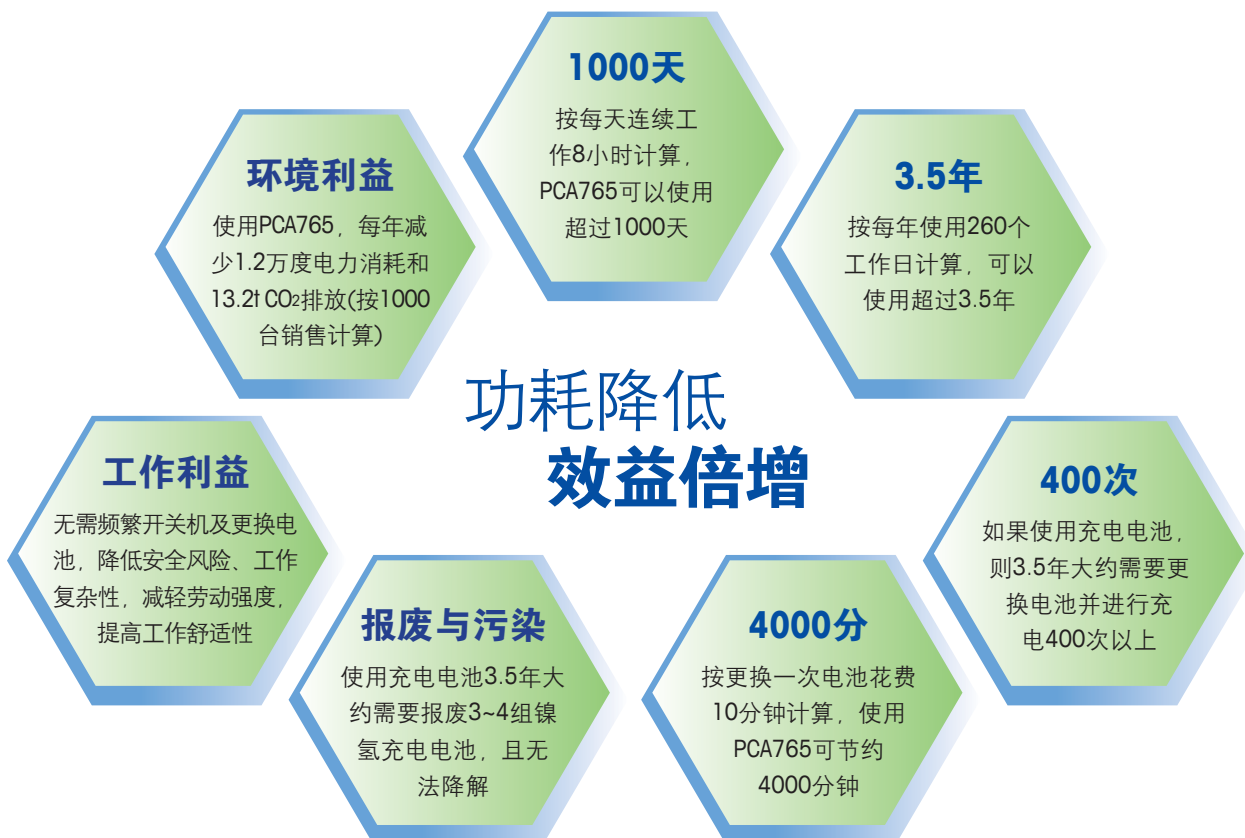 1000天
按每天连续工
作8小时计算，
PCA765可以使用
超过1000天
环境利益
使用PCA765，每年减
少1.2万度电力消耗和
13.2t CO₂排放(按1000
台销售计算)
3.5年
按每年使用260个
工作日计算，可以
使用超过3.5年
功耗降低
效益倍增
工作利益
无需频繁开关机及更换电
池，降低安全风险、工作
复杂性，减轻劳动强度，
提高工作舒适性
400次
如果使用充电电池，
则3.5年大约需要更
换电池并进行充
电400次以上
报废与污染
使用充电电池3.5年大
约需要报废3~4组镍
氢充电电池，且无
法降解
4000分
按更换一次电池花费
10分钟计算，使用
PCA765可节约
4000分钟